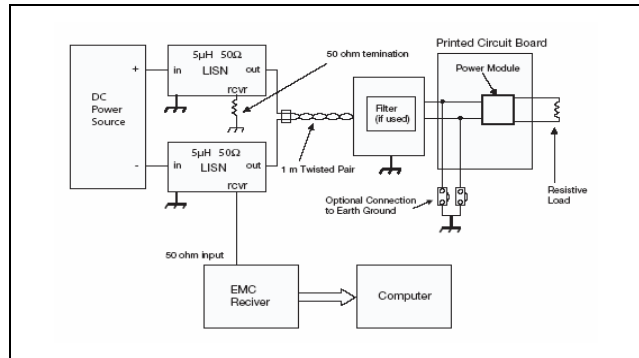 5μH 50Ω
LISN
in
out
rcvr
50 ohm temination
Printed Circuit Board
Power Module
+
DC
Power
Source
-
Filter
(if used)
5μH 50Ω
LISN
in
out
rcvr
1 m Twisted Pair
Optional Connection
to Earth Ground
Resistive
Load
50 ohm input
EMC
Reciver
Computer